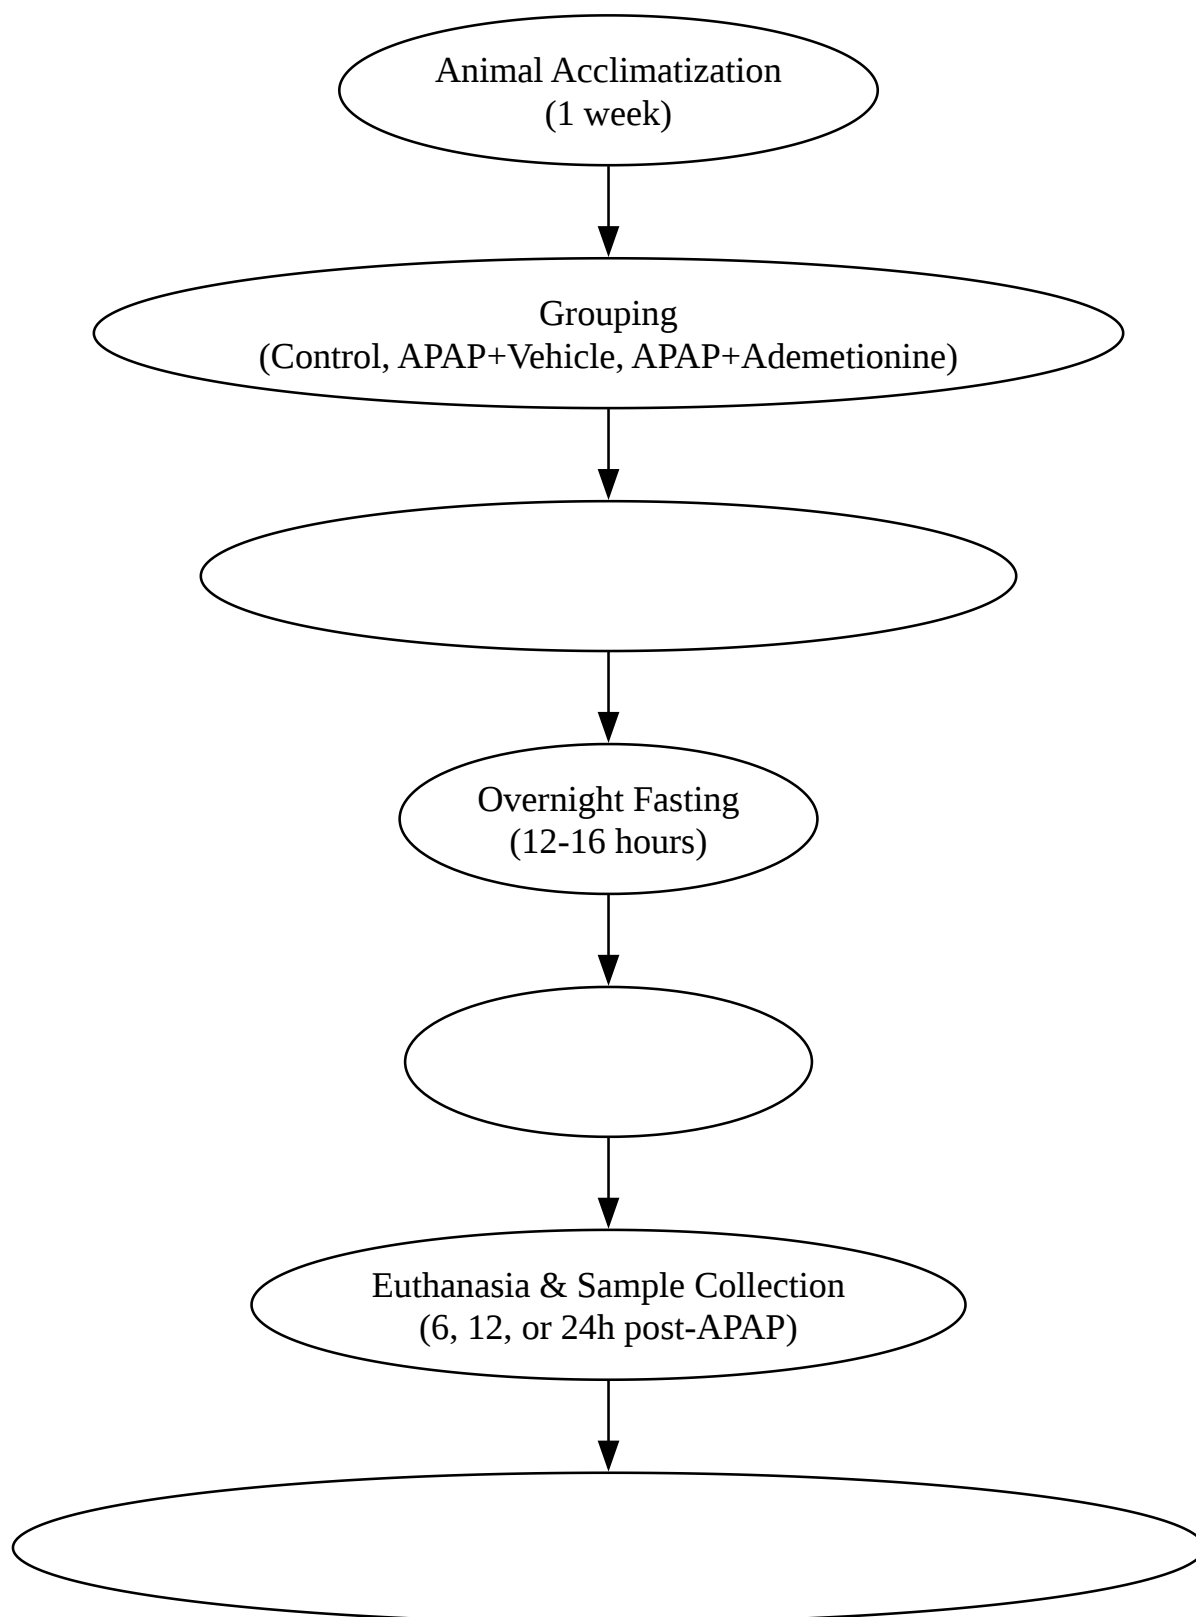 Animal Acclimatization
(1 week)
Grouping
(Control, APAP+Vehicle, APAP+Ademetionine)
Overnight Fasting
(12-16 hours)
Euthanasia & Sample Collection
(6, 12, or 24h post-APAP)